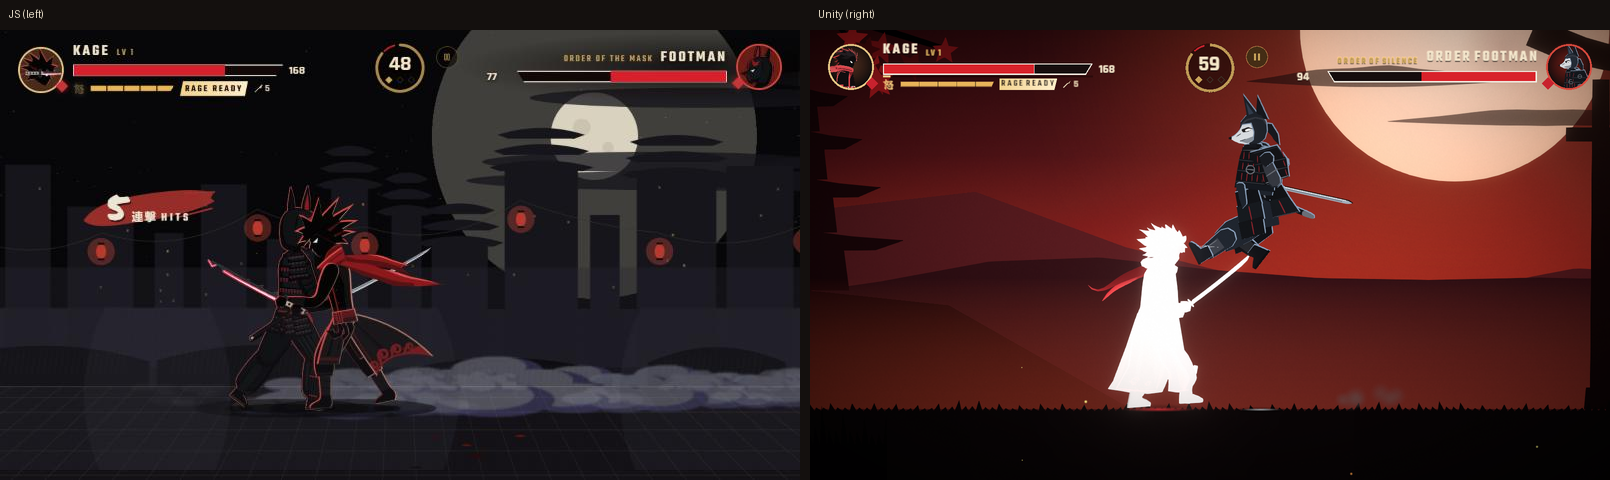 JS (left)
KAGE LV 1
168
RAGE READY 5
48
ORDER OF THE MASK FOOTMAN
77
連撃 HITS
Unity (right)
KAGE LV 1
168
RAGE READY 5
59
ORDER OF SILENCE ORDER FOOTMAN
94